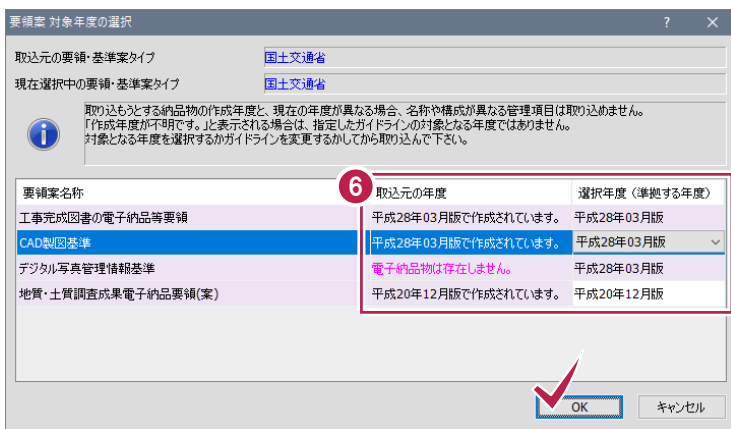 要領案 対象年度の選択
?
×
取込元の要領・基準案タイプ 国土交通省
現在選択中の要領・基準案タイプ 国土交通省
取り込もうとする納品物の作成年度と、現在の年度が異なる場合、名称や構成が異なる管理項目は取り込めません。
「作成年度が不明です。」と表示される場合は、指定したガイドラインの対象となる年度ではありません。
対象となる年度を選択するかガイドラインを変更するかしてから取り込んで下さい。
6
要領案名称 取込元の年度 選択年度（準拠する年度）
工事完成図書の電子納品等要領 平成28年03月版で作成されています。 平成28年03月版
CAD製図基準 平成28年03月版で作成されています。 平成28年03月版
デジタル写真管理情報基準 電子納品物は存在しません。 平成28年03月版
地質・土質調査成果電子納品要領(案) 平成20年12月版で作成されています。 平成20年12月版
OK キャンセル